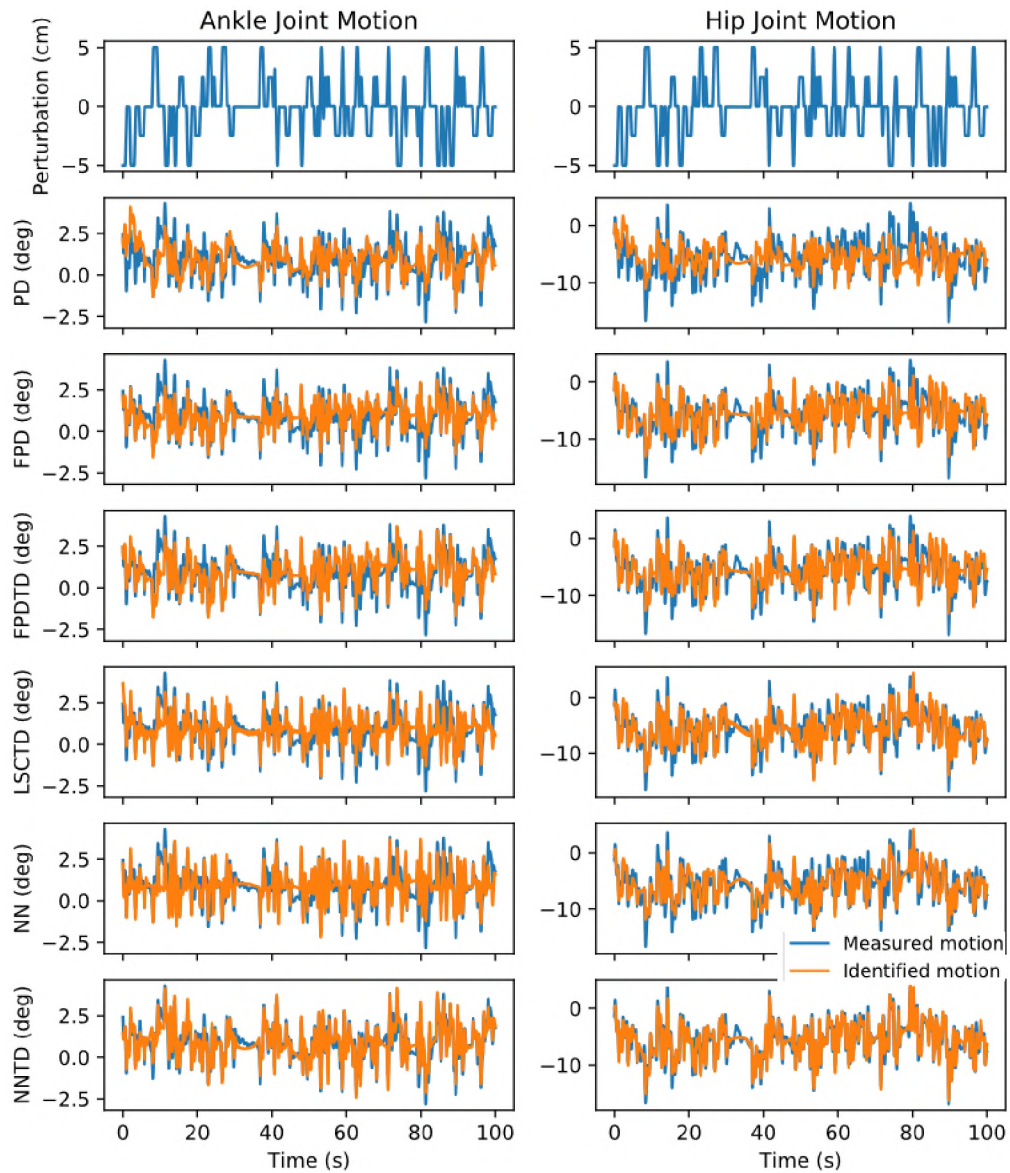 Ankle Joint Motion
Hip Joint Motion
Perturbation (cm)
5
0
−5
5
0
−5
PD (deg)
2.5
0.0
−2.5
0
−10
FPD (deg)
2.5
0.0
−2.5
0
−10
FPDTD (deg)
2.5
0.0
−2.5
0
−10
LSCTD (deg)
2.5
0.0
−2.5
0
−10
NN (deg)
2.5
0.0
−2.5
0
−10
Measured motion
Identified motion
NNTD (deg)
2.5
0.0
−2.5
0
−10
0 20 40 60 80 100
0 20 40 60 80 100
Time (s)
Time (s)